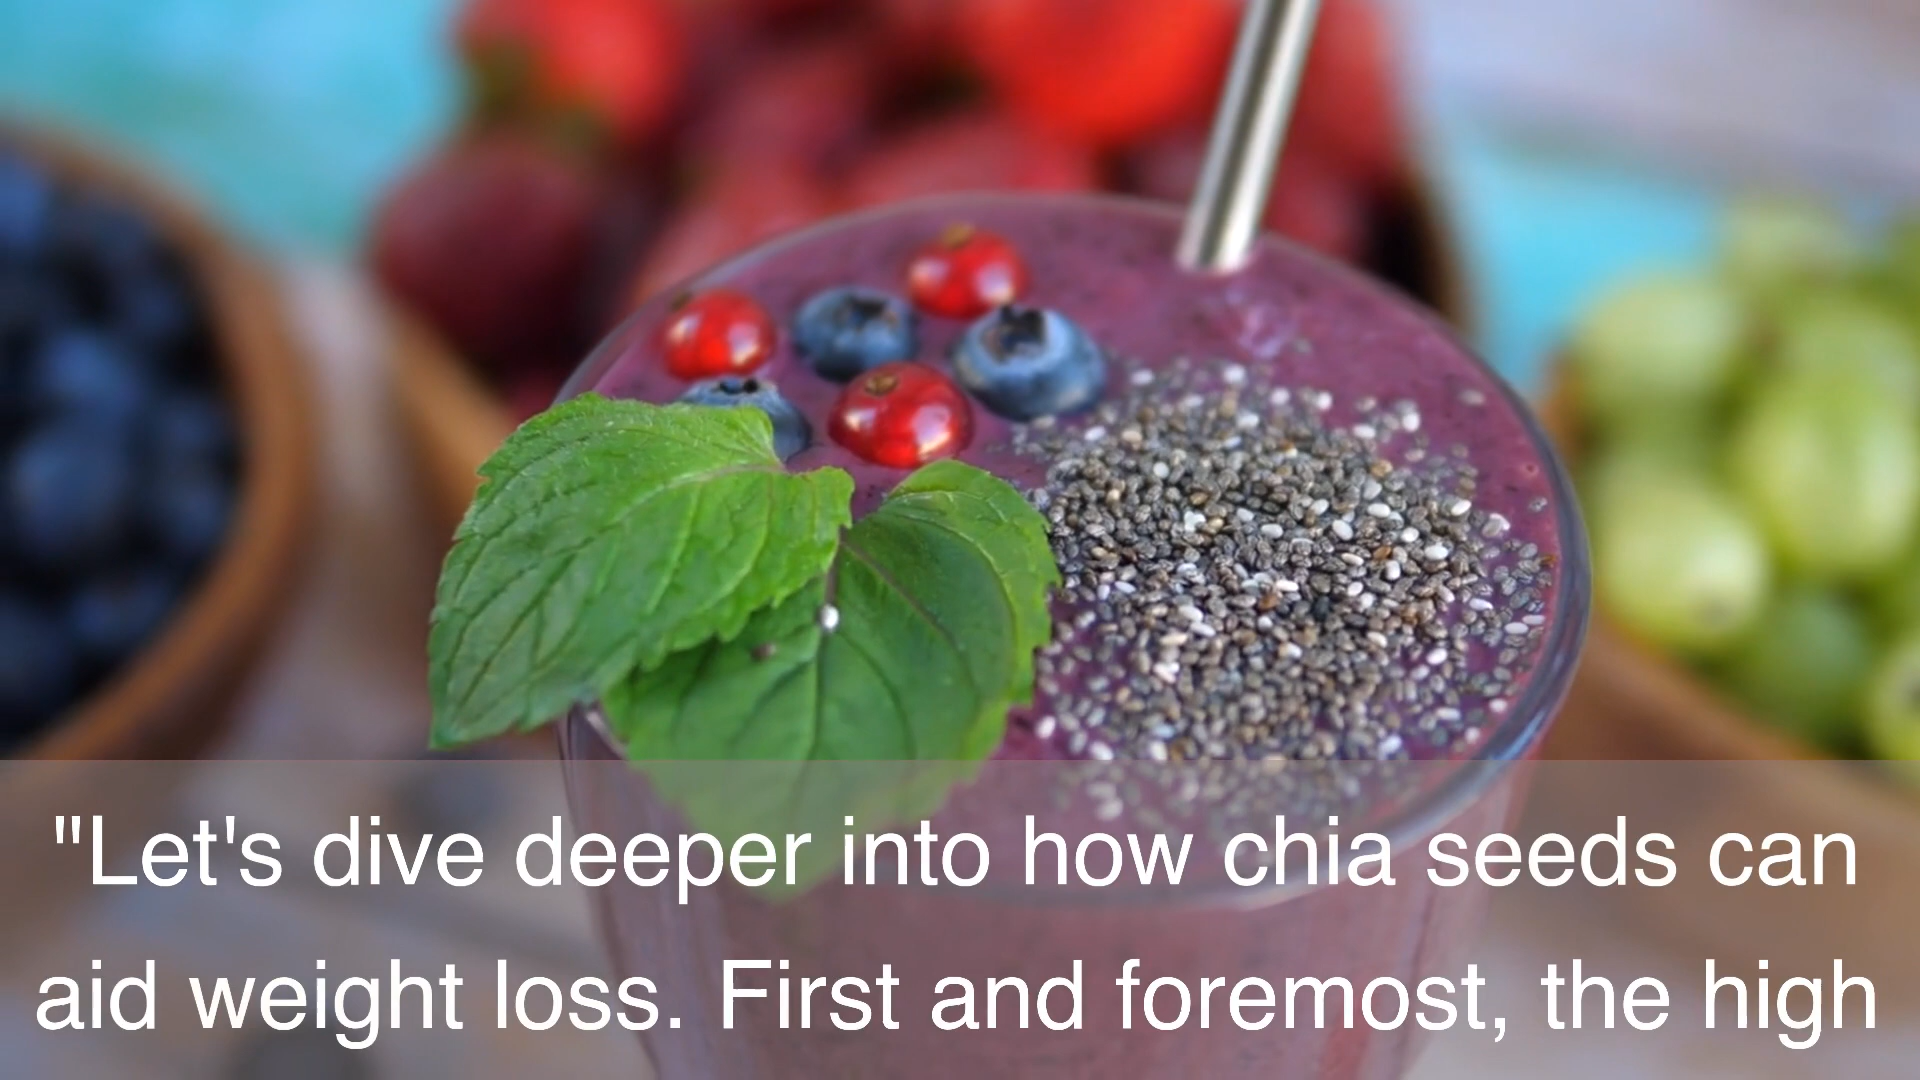 "Let's dive deeper into how chia seeds can
aid weight loss. First and foremost, the high